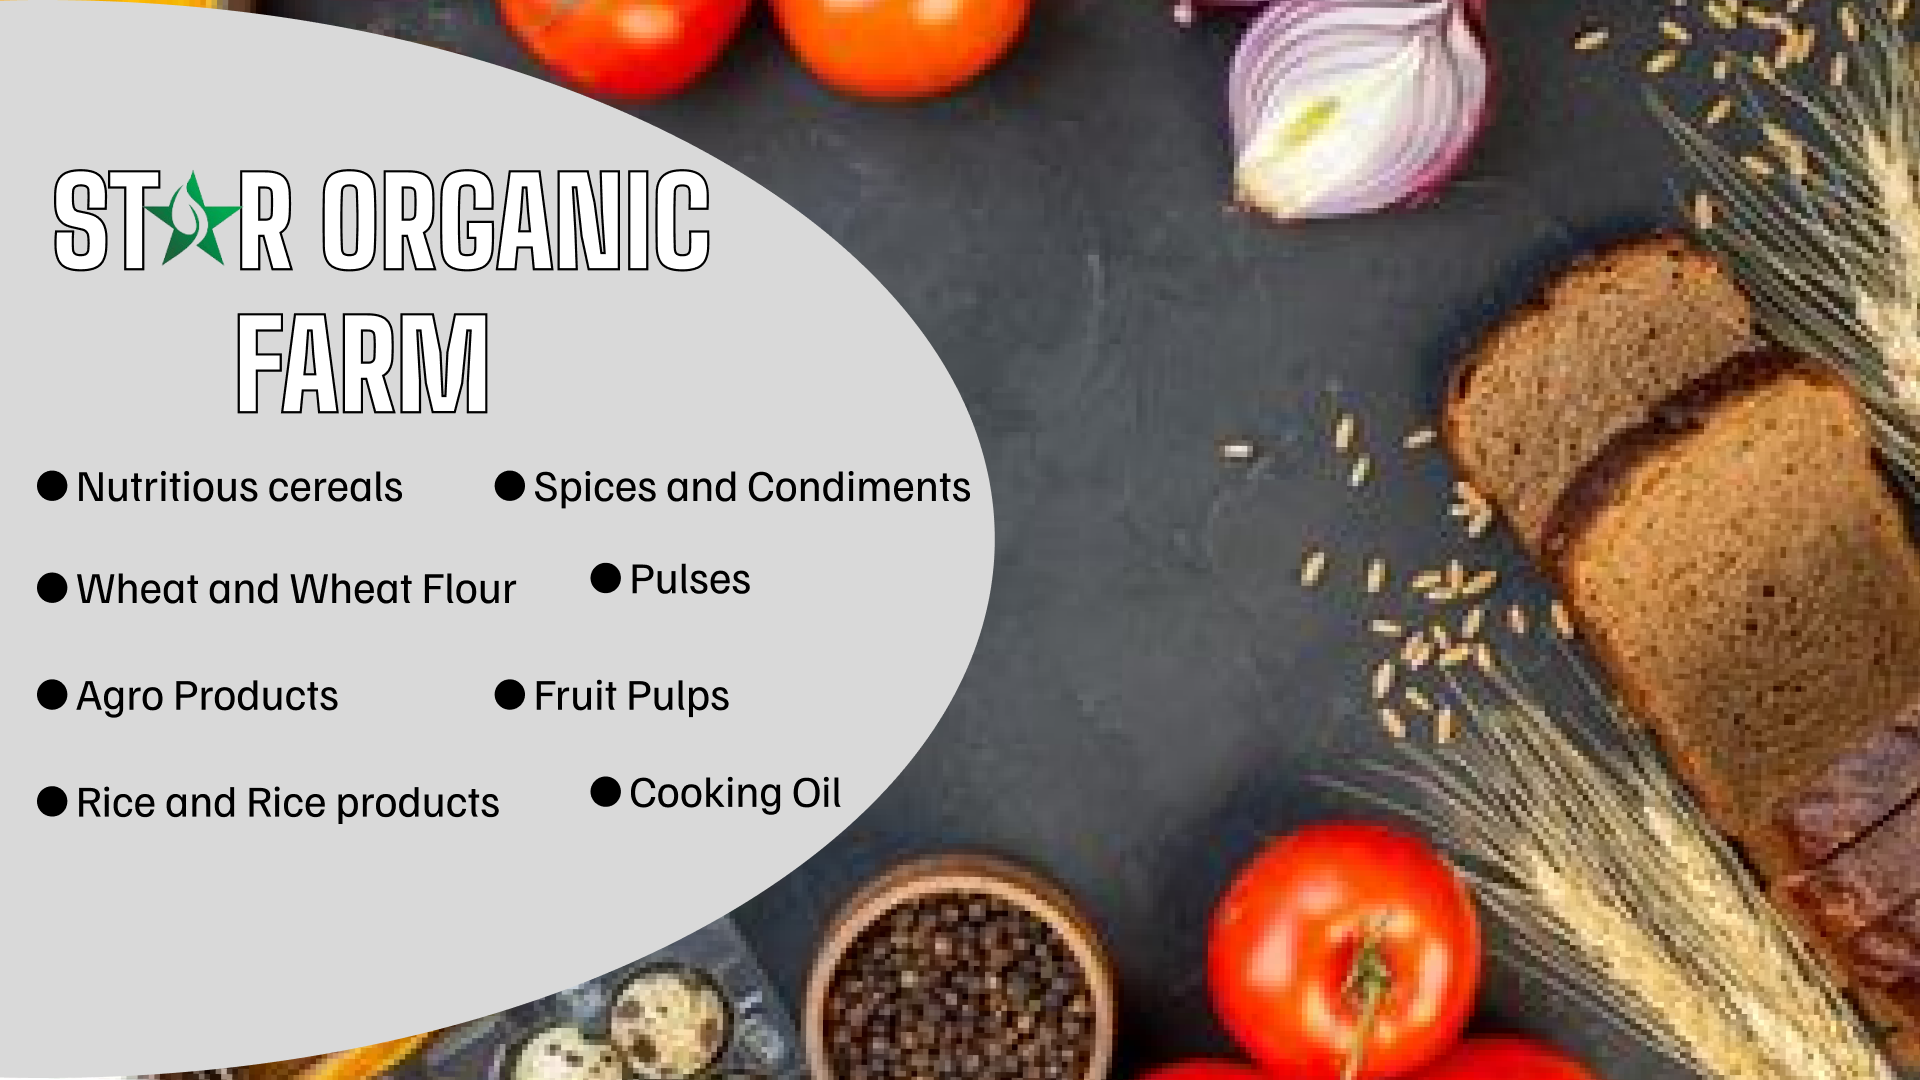 STAR ORGANIC
FARM
● Nutritious cereals
● Spices and Condiments
● Wheat and Wheat Flour
● Pulses
● Agro Products
● Fruit Pulps
● Rice and Rice products
● Cooking Oil